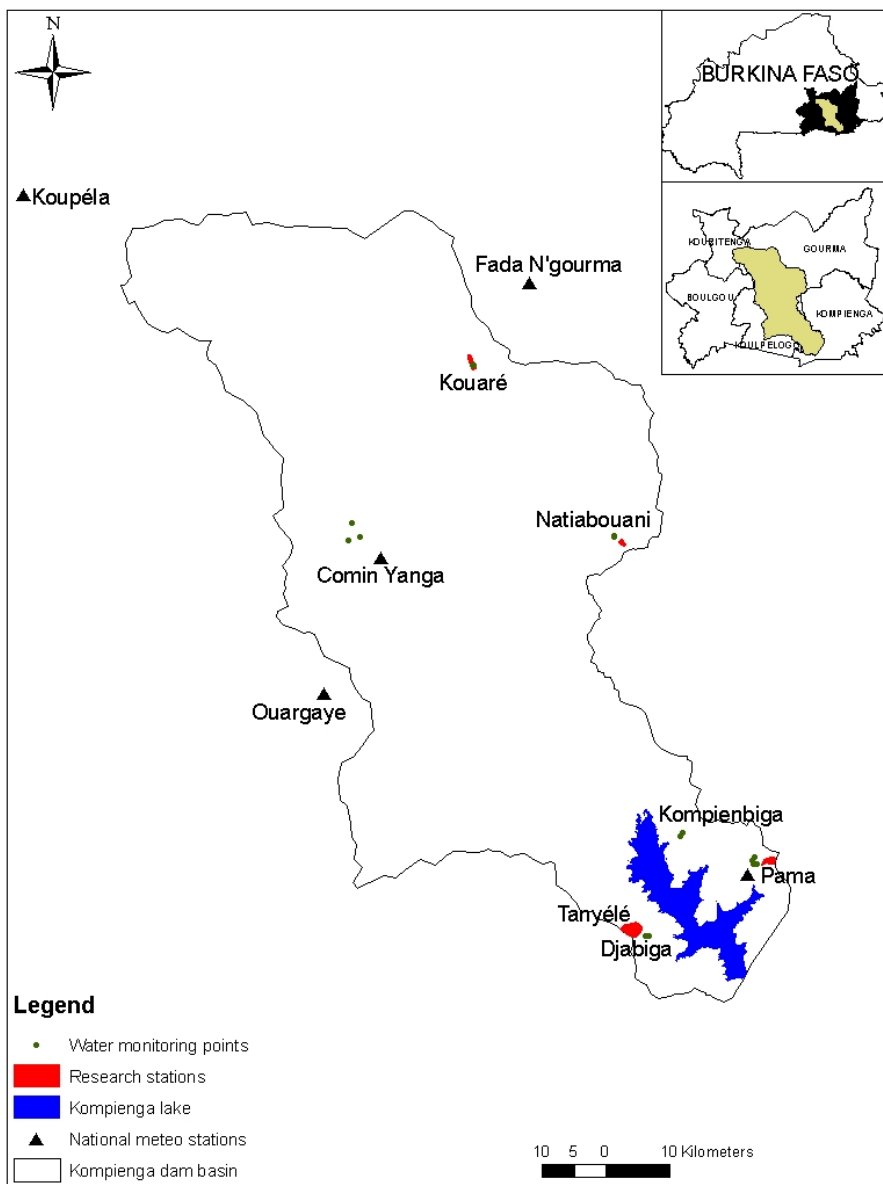 N
BURKINA FASO
Koupéla
KOURITENGA
GOURMA
Fada N'gourma
BOULGOU
KOMPIENGA
KOULPELOGO
Kouaré
Natiabouani
Comin Yanga
Ouargaye
Kompienbiga
Pama
Tanyélé
Djabiga
Legend
Water monitoring points
Research stations
Kompienga lake
National meteo stations
Kompienga dam basin
10 5 0 10 Kilometers